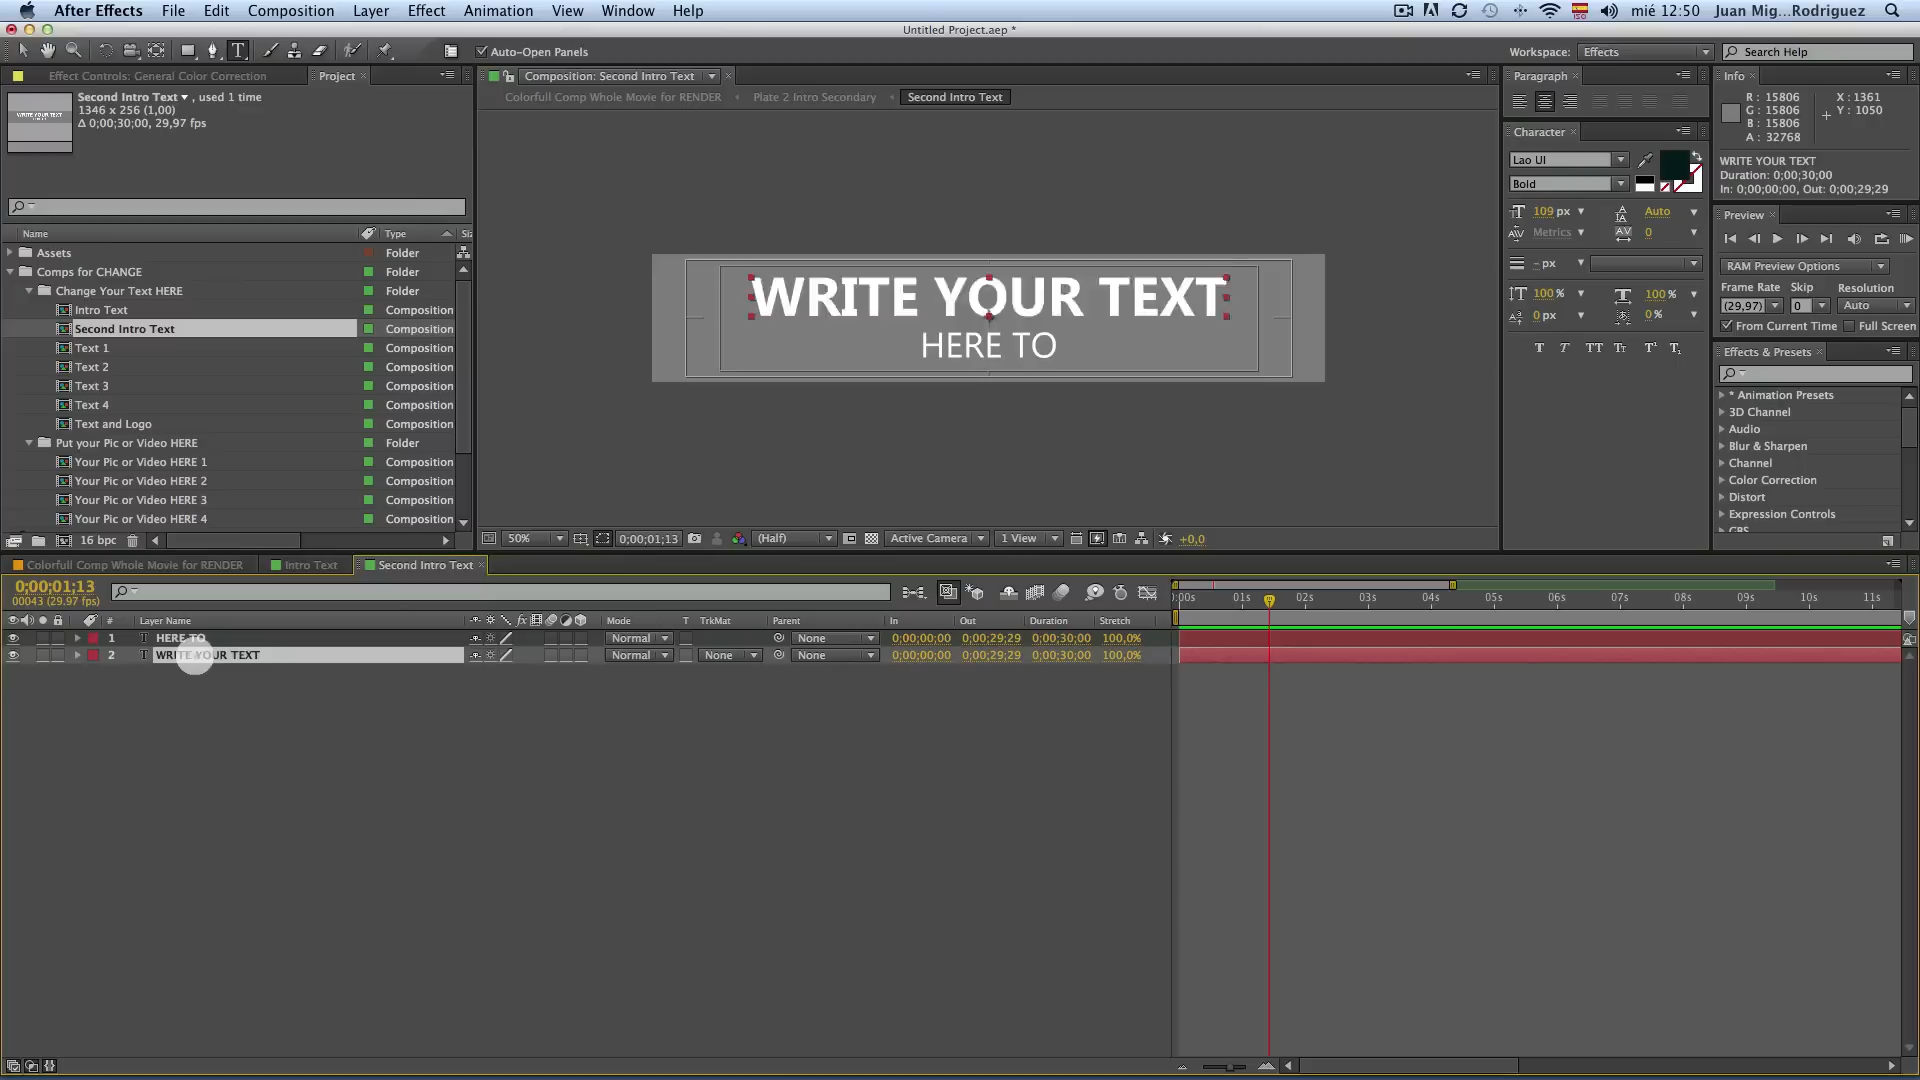 After Effects File Edit Composition Layer Effect Animation View Window Help mié 12:50 Juan Mig...Rodriguez
Untitled Project.aep *
Auto-Open Panels Workspace: Effects Search Help
Effect Controls: General Color Correction Project
Second Intro Text , used 1 time
1346 x 256 (1,00)
Δ 0;00;30;00, 29,97 fps
WRITE YOUR TEXT
Name Type Siz
Assets Folder
Comps for CHANGE Folder
Change Your Text HERE Folder
Intro Text Composition
Second Intro Text Composition
Text 1 Composition
Text 2 Composition
Text 3 Composition
Text 4 Composition
Text and Logo Composition
Put your Pic or Video HERE Folder
Your Pic or Video HERE 1 Composition
Your Pic or Video HERE 2 Composition
Your Pic or Video HERE 3 Composition
Your Pic or Video HERE 4 Composition
16 bpc
Composition: Second Intro Text
Colorfull Comp Whole Movie for RENDER Plate 2 Intro Secondary Second Intro Text
WRITE YOUR TEXT
HERE TO
50% 0;00;01;13 (Half) Active Camera 1 View +0,0
Paragraph
Character
Lao UI
Bold
109 px Auto
Metrics 0
- px
100 % 100 %
0 px 0 %
T T TT Tr T¹ T₁
Info
R : 15806 X : 1361
G : 15806 Y : 1050
B : 15806
A : 32768
WRITE YOUR TEXT
Duration: 0;00;30;00
In: 0;00;00;00, Out: 0;00;29;29
Preview
RAM Preview Options
Frame Rate Skip Resolution
(29,97) 0 Auto
From Current Time Full Screen
Effects & Presets
* Animation Presets
3D Channel
Audio
Blur & Sharpen
Channel
Color Correction
Distort
Expression Controls
Colorfull Comp Whole Movie for RENDER Intro Text Second Intro Text
0;00;01;13
00043 (29.97 fps)
:00s 01s 02s 03s 04s 05s 06s 07s 08s 09s 10s 11s
# Layer Name fx Mode T TrkMat Parent In Out Duration Stretch
1 T HERE TO Normal None 0;00;00;00 0;00;29;29 0;00;30;00 100,0%
2 T WRITE YOUR TEXT Normal None None 0;00;00;00 0;00;29;29 0;00;30;00 100,0%